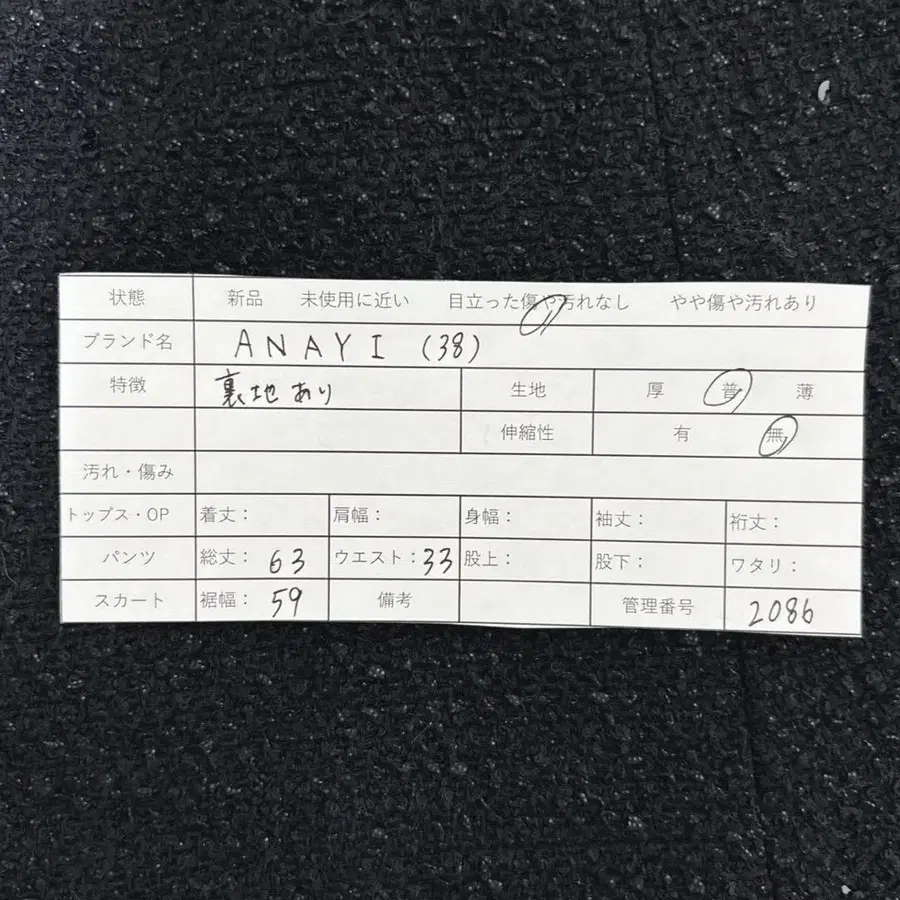 状態 新品 未使用に近い 目立った傷や汚れなし やや傷や汚れあり
ブランド名 ANAYI (38)
特徴 裏地あり 生地 厚 普 薄
伸縮性 有 無
汚れ・傷み
トップス・OP 着丈： 肩幅： 身幅： 袖丈： 裄丈：
パンツ 総丈：63 ウエスト：33 股上： 股下： ワタリ：
スカート 裾幅：59 備考 管理番号 2086